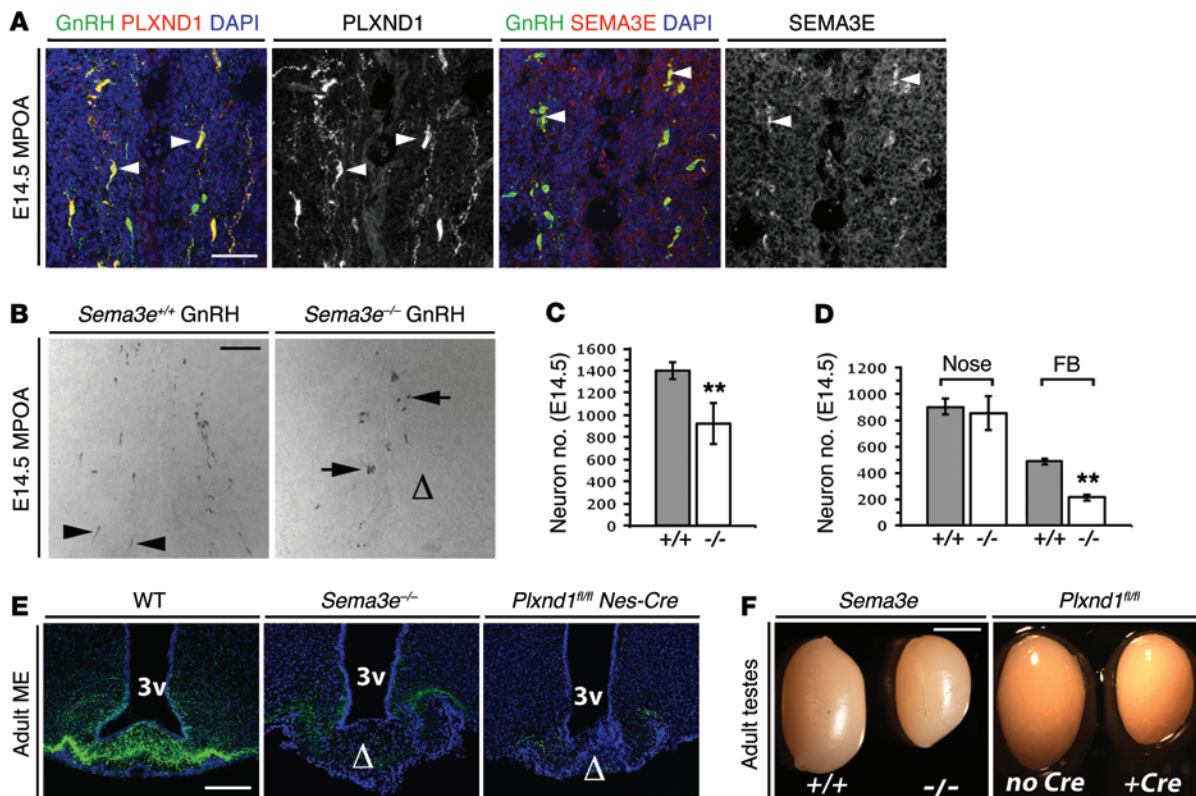 A
GnRH PLXND1 DAPI
PLXND1
GnRH SEMA3E DAPI
SEMA3E
E14.5 MPOA
B
Sema3e+/+ GnRH
Sema3e–/– GnRH
E14.5 MPOA
Δ
C
Neuron no. (E14.5)
1600
1400
1200
1000
800
600
400
200
0
**
+/+ -/-
D
Neuron no. (E14.5)
1200
1000
800
600
400
200
0
Nose
FB
**
+/+ -/- +/+ -/-
E
WT
Sema3e–/–
Plxnd1fl/fl Nes-Cre
Adult ME
3v
3v
3v
Δ
Δ
F
Sema3e
Plxnd1fl/fl
Adult testes
+/+
-/-
no Cre
+Cre